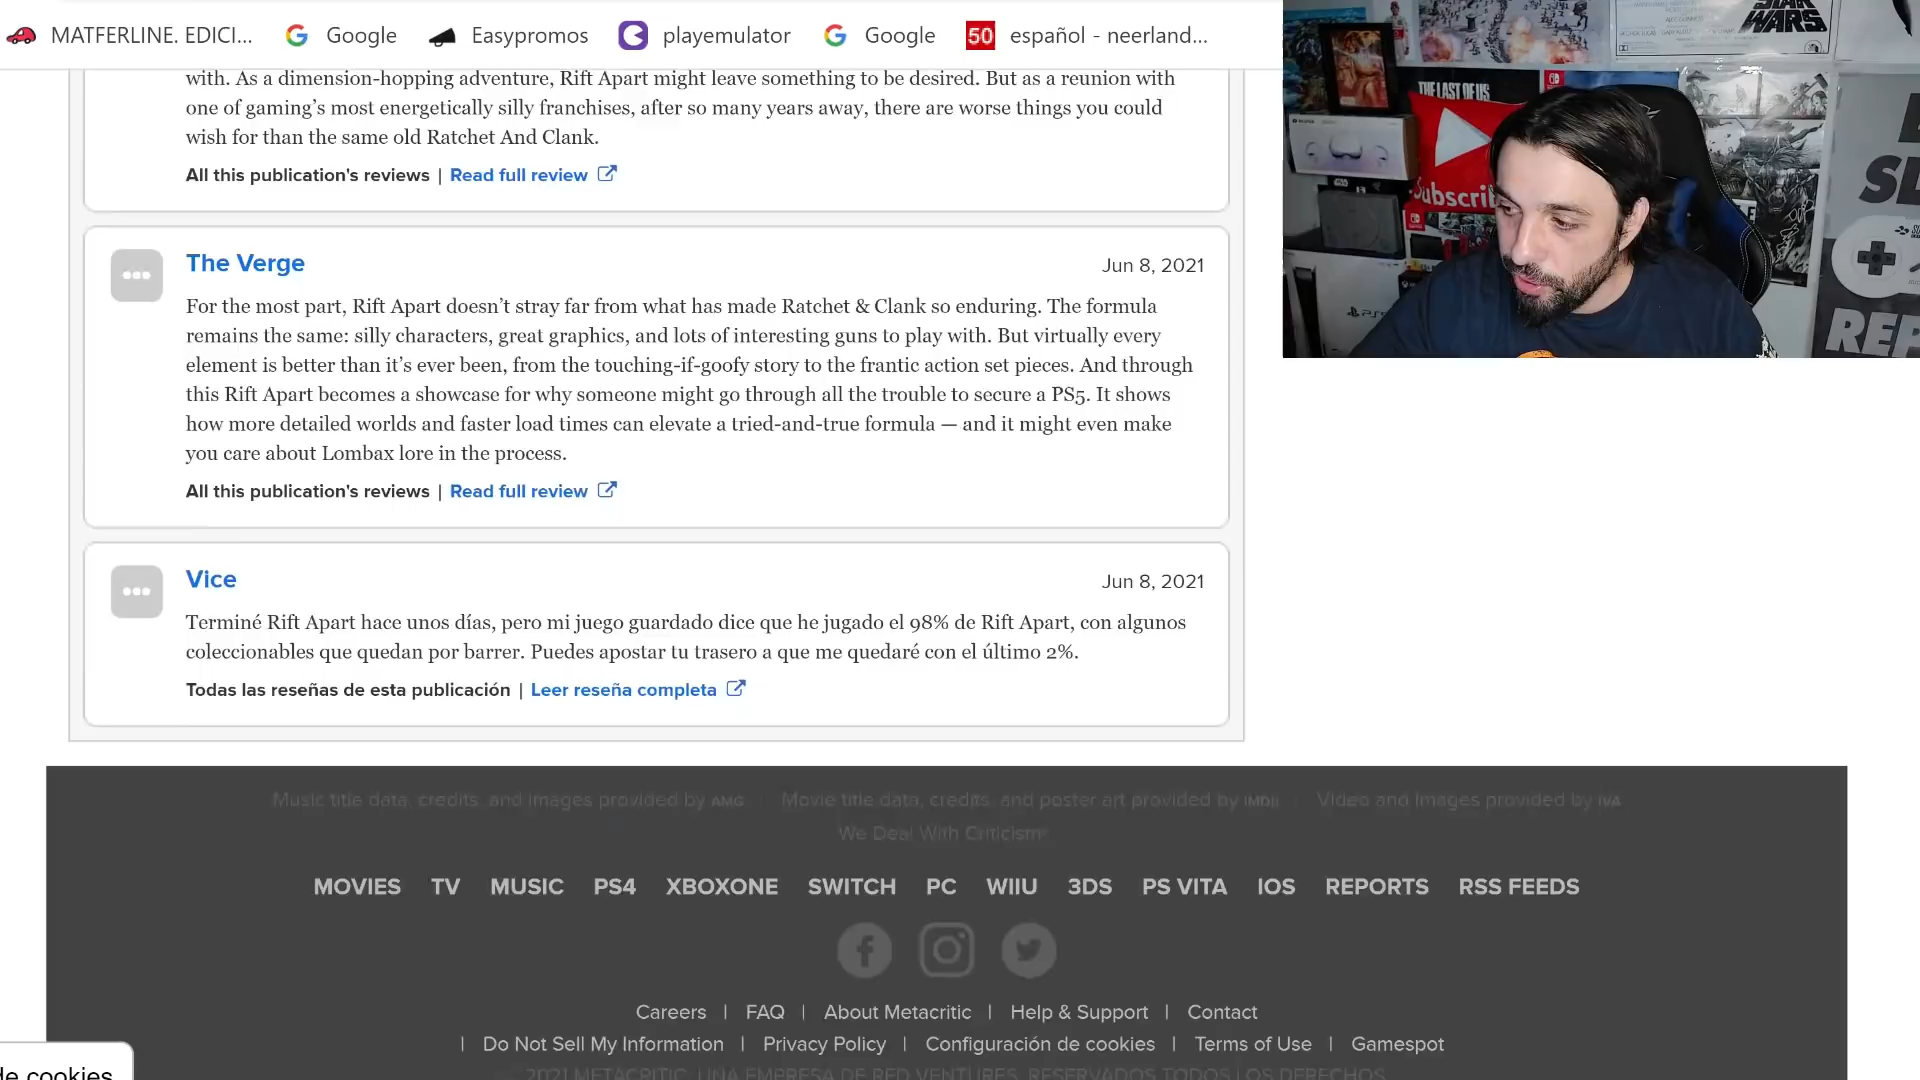 MATFERLINE. EDICI... Google Easypromos playemulator Google 50 español - neerland...
with. As a dimension-hopping adventure, Rift Apart might leave something to be desired. But as a reunion with
one of gaming’s most energetically silly franchises, after so many years away, there are worse things you could
wish for than the same old Ratchet And Clank.
All this publication's reviews | Read full review
The Verge Jun 8, 2021
For the most part, Rift Apart doesn’t stray far from what has made Ratchet & Clank so enduring. The formula
remains the same: silly characters, great graphics, and lots of interesting guns to play with. But virtually every
element is better than it’s ever been, from the touching-if-goofy story to the frantic action set pieces. And through
this Rift Apart becomes a showcase for why someone might go through all the trouble to secure a PS5. It shows
how more detailed worlds and faster load times can elevate a tried-and-true formula — and it might even make
you care about Lombax lore in the process.
All this publication's reviews | Read full review
Vice Jun 8, 2021
Terminé Rift Apart hace unos días, pero mi juego guardado dice que he jugado el 98% de Rift Apart, con algunos
coleccionables que quedan por barrer. Puedes apostar tu trasero a que me quedaré con el último 2%.
Todas las reseñas de esta publicación | Leer reseña completa
Music title data, credits, and images provided by AMG | Movie title data, credits, and poster art provided by IMDb | Video and Images provided by IVA
We Deal With Criticism
MOVIES TV MUSIC PS4 XBOXONE SWITCH PC WIIU 3DS PS VITA IOS REPORTS RSS FEEDS
Careers | FAQ | About Metacritic | Help & Support | Contact
| Do Not Sell My Information | Privacy Policy | Configuración de cookies | Terms of Use | Gamespot
2021 METACRITIC, UNA EMPRESA DE RED VENTURES. RESERVADOS TODOS LOS DERECHOS.
de cookies
STAR
WARS
THE LAST OF US
Subscri